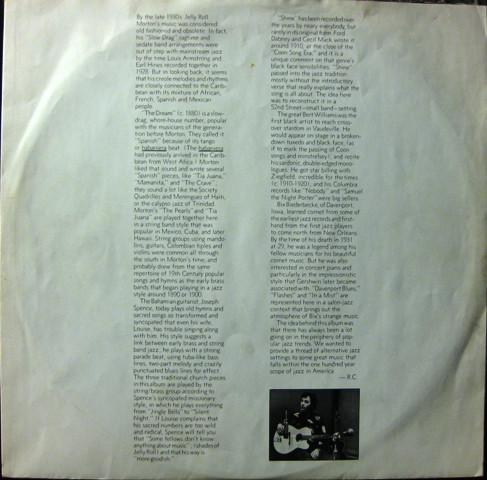 By the late 1930s Jelly Roll
Morton's music was considered
old fashioned and obsolete. In fact,
his "Slow Drag" ragtime and
sedate band arrangements were
out of step with mainstream jazz
by the time Louis Armstrong and
Earl Hines recorded together in
1928. But in looking back, it seems
that his creole melodies and rhythms
are closely connected to the Carib-
bean with its mixture of African,
French, Spanish and Mexican
people.
"The Dream" (c. 1880) is a slow-
drag, whore-house number, popular
with the musicians of the genera-
tion before Morton. They called it
"Spanish" because of its tango
or habanera beat. (The habanera
had previously arrived in the Carib-
bean from West Africa.) Morton
liked that sound and wrote several
"Spanish" pieces, like "Tia Juana,"
"Mamanita," and "The Crave";
they sound a lot like the Society
Quadrilles and Merengues of Haiti,
or the calypso jazz of Trinidad.
Morton's "The Pearls" and "Tia
Juana" are played together here
in a string band style that was
popular in Mexico, Cuba, and later
Hawaii. String groups using mando-
lins, guitars, Colombian tiples and
violins were common all through
the south in Morton's time, and
probably drew from the same
repertoire of 19th Century popular
songs and hymns as the early brass
bands that began playing in a jazz
style around 1890 or 1900.
The Bahaman guitarist, Joseph
Spence, today plays old hymns and
sacred songs so transformed and
syncopated that even his wife,
Louise, has trouble singing along
with him. His style suggests a
link between early brass and string
band jazz; he plays with a strong
parade beat, using tuba-like bass
lines, two-part melody and crazily
punctuated blues lines for effect.
The three traditional church pieces
in this album are played by the
string/brass group according to
Spence's syncopated missionary
style, in which he plays everything
from "Jingle Bells" to "Silent
Night." If Louise complains that
his sacred numbers are too wild
and radical, Spence will tell you
that "Some fellows don't know
anything about music"; (shades of
Jelly Roll) and that his way is
"more goodish."
"Shine" has been recorded over
the years by nearly everybody, but
rarely in its original form. Ford
Dabney and Cecil Mack wrote it
around 1910, at the close of the
"Coon Song Era," and it is a
unique comment on that genre's
black face sensibilities. "Shine"
passed into the jazz tradition
mostly without the introductory
verse that really explains what the
song is all about. The idea here
was to reconstruct it in a
52nd Street—small band—setting.
The great Bert Williams was the
first black artist to reach cross-
over stardom in Vaudeville. He
would appear on stage in a broken-
down tuxedo and black face, (as
if to mark the passing of Coon
songs and minstrelsy), and recite
his sardonic, double-edged mono-
logues. He got star billing with
Ziegfield, incredible for the times
(c. 1910-1920), and his Columbia
records like "Nobody" and "Samuel
the Night Porter" were big sellers.
Bix Beiderbecke, of Davenport,
Iowa, learned cornet from some of
the earliest jazz records and first-
hand from the first jazz players
to come north from New Orleans.
By the time of his death in 1931
at 29, he was a legend among his
fellow musicians for his beautiful
cornet music. But he was also
interested in concert piano and
particularly in the impressionistic
style that Gershwin later became
associated with. "Davenport Blues,"
"Flashes" and "In a Mist" are
represented here in a salon-jazz
context that brings out the
atmosphere of Bix's strange music.
The idea behind this album was
that there has always been a lot
going on in the periphery of pop-
ular jazz trends. We wanted to
provide a thread of alternative jazz
settings to some great music that
falls within the one hundred year
scope of jazz in America.
—R.C.